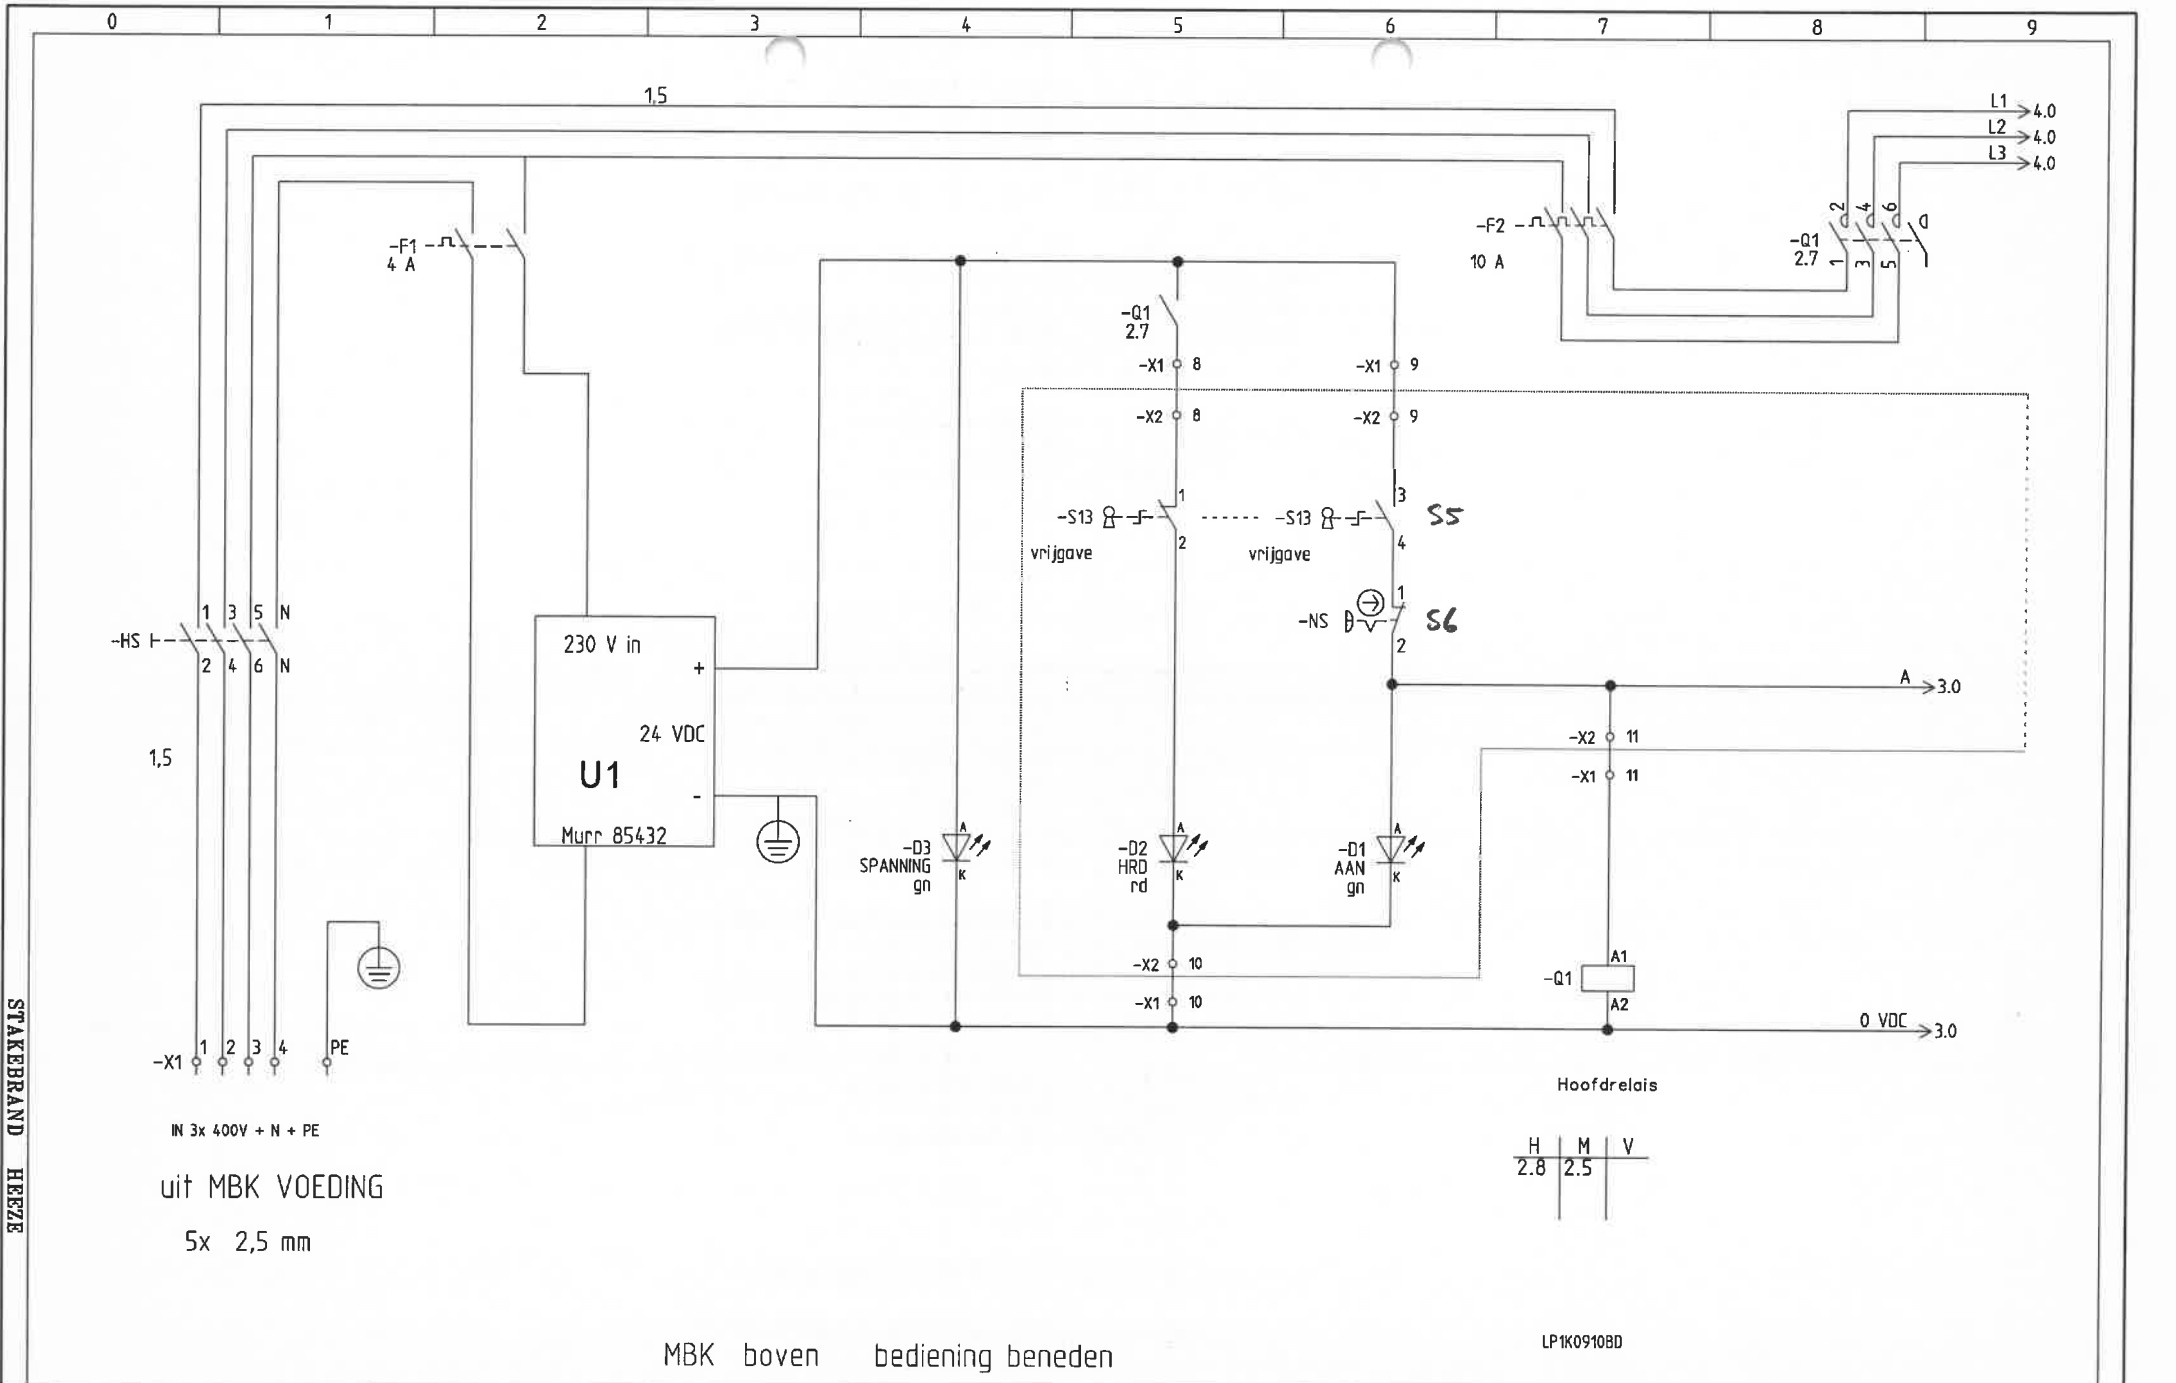 0 1 2 3 4 5 6 7 8 9
1,5
L1 4.0
L2 4.0
L3 4.0
-F1
4 A
-F2
10 A
2 4 6
-Q1
2.7
1 3 5
-Q1
2.7
-X1 8
-X1 9
-X2 8
-X2 9
1
-S13
2
vrijgave
3
-S13
4
vrijgave
S5
1
-NS
2
S6
1 3 5 N
-HS
2 4 6 N
1,5
230 V in
+
24 VDC
U1
-
Murr 85432
A 3.0
-X2 11
-X1 11
A
-D3
SPANNING
gn
K
A
-D2
HRD
rd
K
A
-D1
AAN
gn
K
-X2 10
-X1 10
A1
-Q1
A2
0 VDC 3.0
-X1 1 2 3 4 PE
IN 3x 400V + N + PE
uit MBK VOEDING
5x 2,5 mm
Hoofdrelais
H M V
2.8 2.5
LP1K0910BD
MBK boven bediening beneden
STAKEBRAND HEEZE